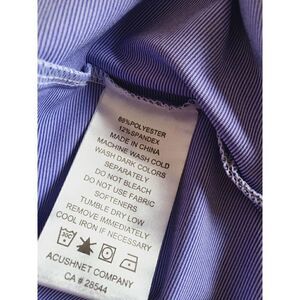 88%POLYESTER
12%SPANDEX
MADE IN CHINA
MACHINE WASH COLD
WASH DARK COLORS
SEPARATELY
DO NOT BLEACH
DO NOT USE FABRIC
SOFTENERS
TUMBLE DRY LOW
REMOVE IMMEDIATELY
COOL IRON IF NECESSARY
ACUSHNET COMPANY
CA # 28544